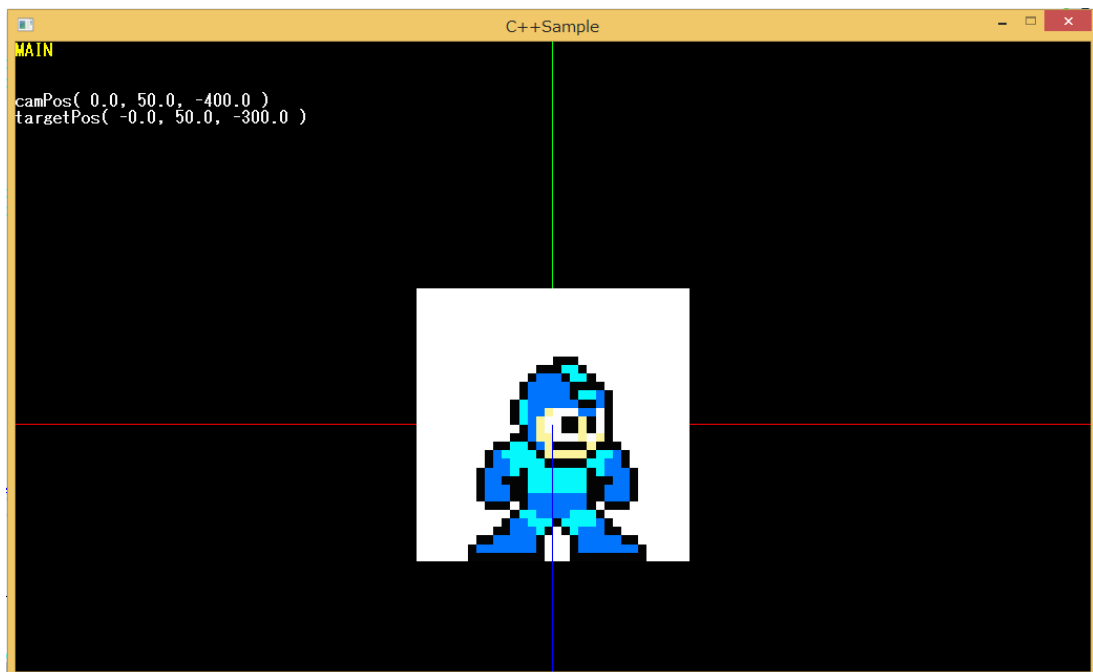 C++Sample
MAIN
camPos( 0.0, 50.0, -400.0 )
targetPos( -0.0, 50.0, -300.0 )